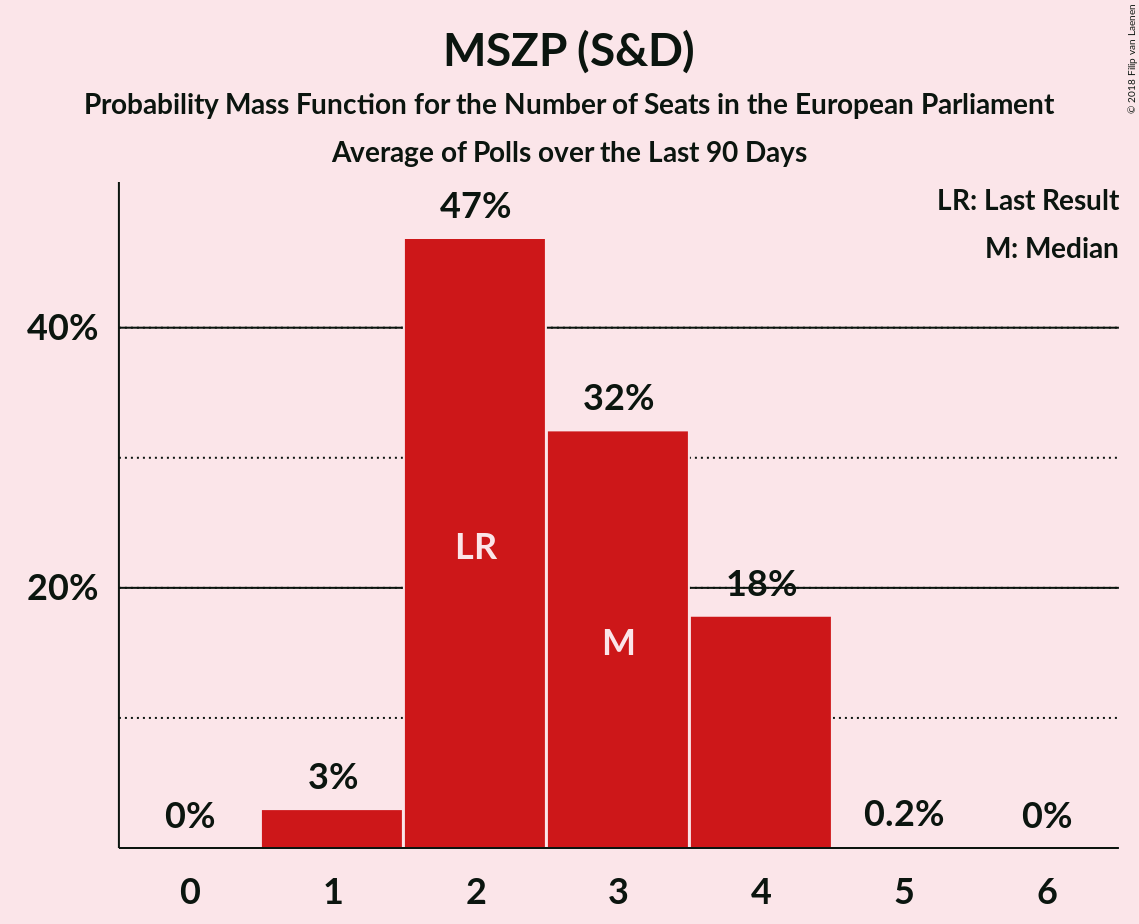 MSZP (S&D)
Probability Mass Function for the Number of Seats in the European Parliament
Average of Polls over the Last 90 Days
© 2018 Filip van Laenen
LR: Last Result
M: Median
47%
40%
32%
LR
20%
18%
M
3%
0%
0.2%
0%
0 1 2 3 4 5 6